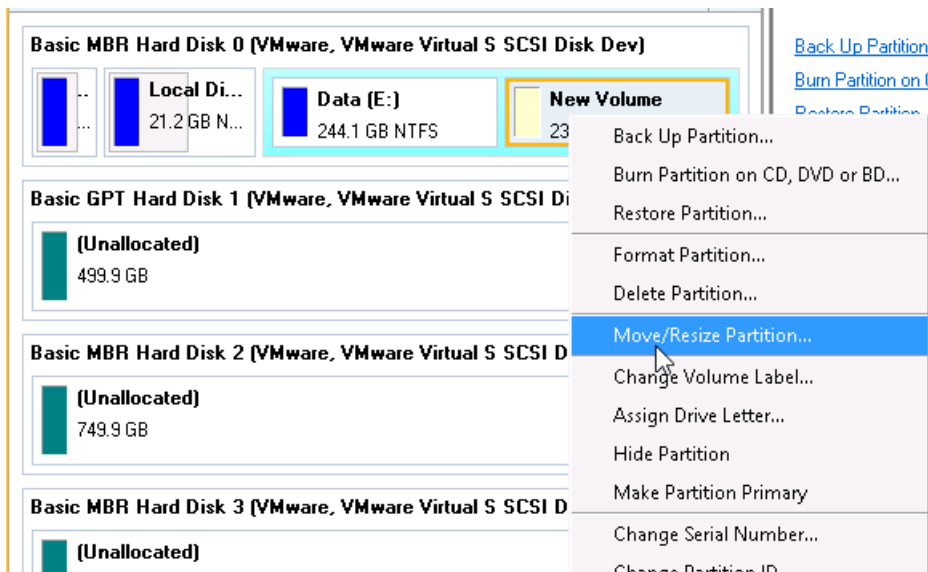 Basic MBR Hard Disk 0 (VMware, VMware Virtual S SCSI Disk Dev)
..
...
Local Di...
21.2 GB N...
Data (E:)
244.1 GB NTFS
New Volume
23
Basic GPT Hard Disk 1 (VMware, VMware Virtual S SCSI Di
(Unallocated)
499.9 GB
Basic MBR Hard Disk 2 (VMware, VMware Virtual S SCSI D
(Unallocated)
749.9 GB
Basic MBR Hard Disk 3 (VMware, VMware Virtual S SCSI D
(Unallocated)
Back Up Partition
Burn Partition on
Restore Partition
Back Up Partition...
Burn Partition on CD, DVD or BD...
Restore Partition...
Format Partition...
Delete Partition...
Move/Resize Partition...
Change Volume Label...
Assign Drive Letter...
Hide Partition
Make Partition Primary
Change Serial Number...
Change Partition ID